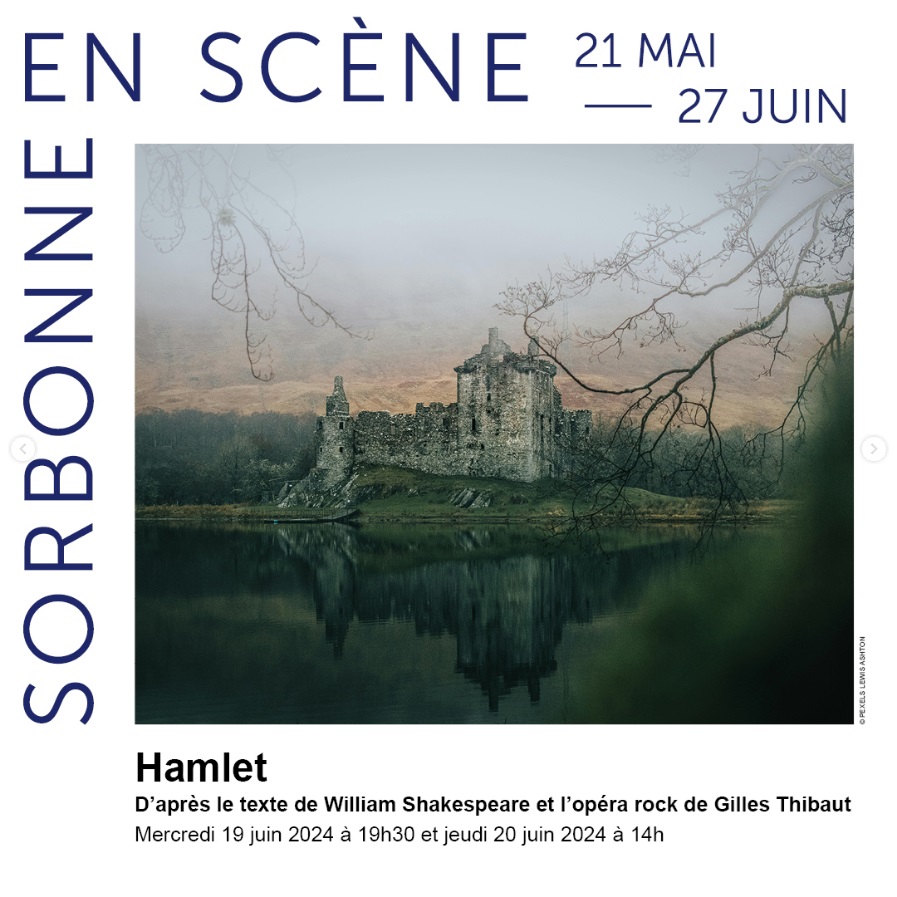 SORBONNE
EN SCÈNE
21 MAI
— 27 JUIN
© PEXELS LEWIS ASHTON
Hamlet
D'après le texte de William Shakespeare et l'opéra rock de Gilles Thibaut
Mercredi 19 juin 2024 à 19h30 et jeudi 20 juin 2024 à 14h